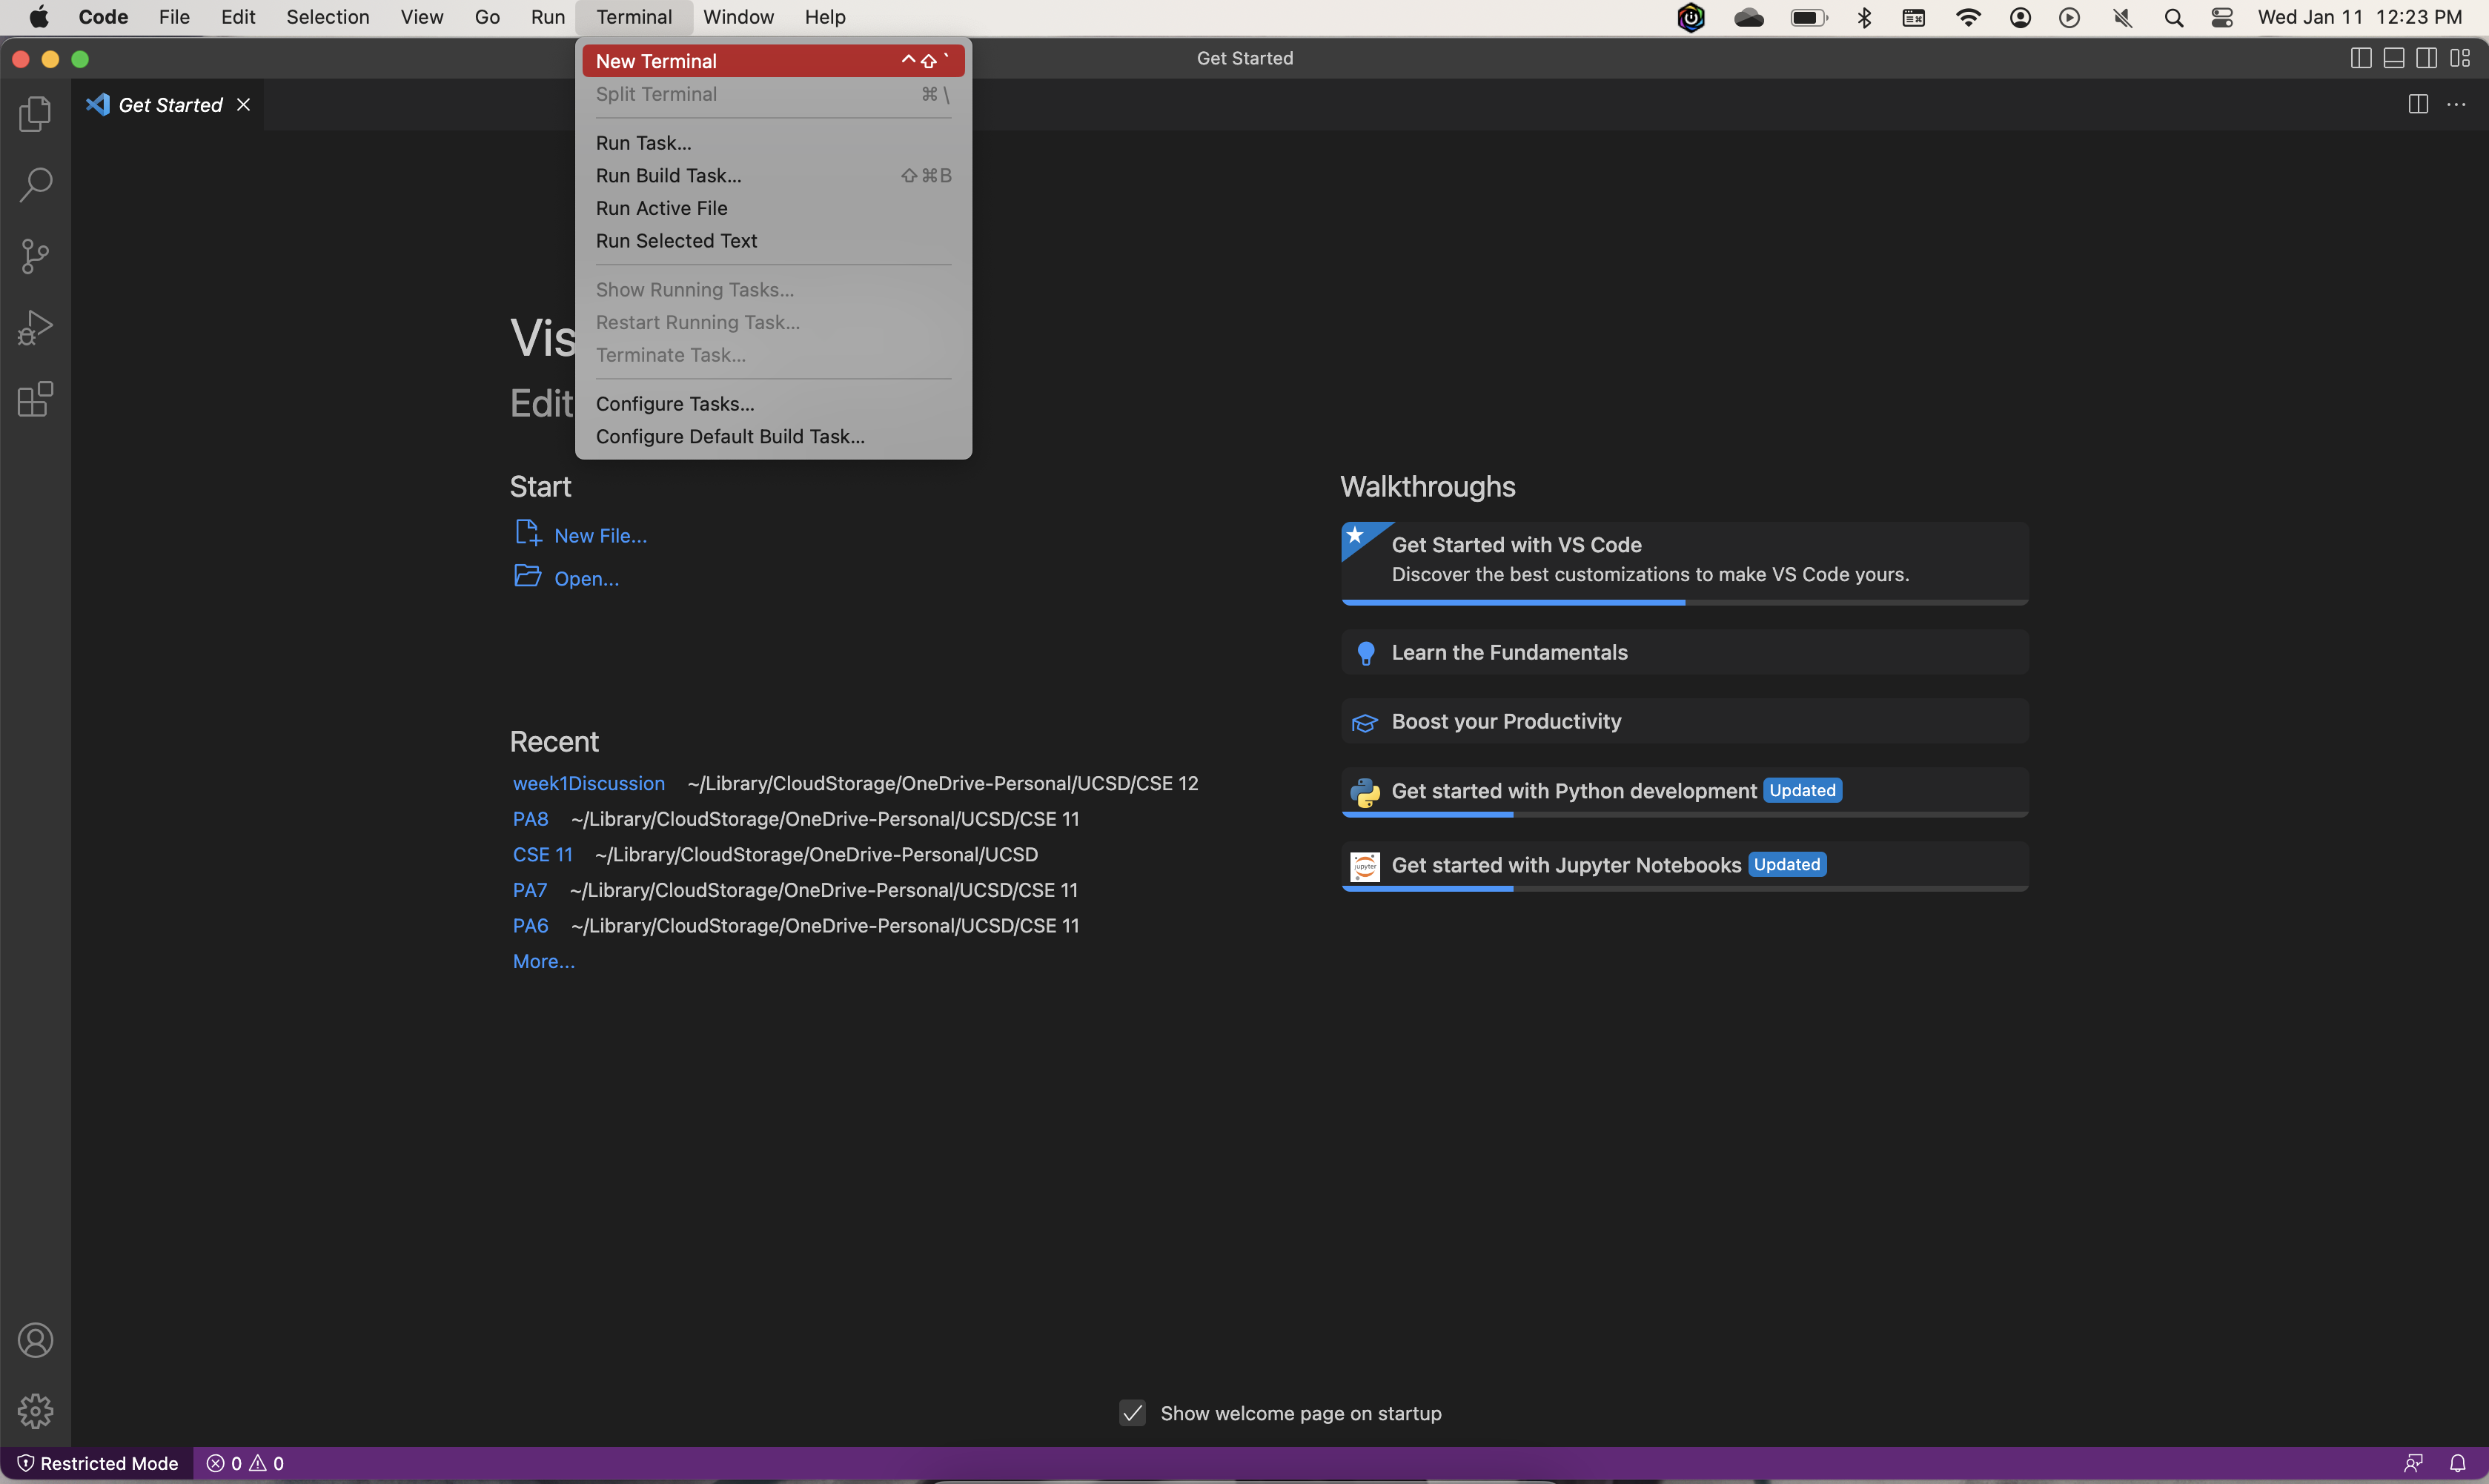 Code File Edit Selection View Go Run Terminal Window Help Wed Jan 11 12:23 PM
Get Started
Get Started
New Terminal ^⇧`
Split Terminal ⌘\
Run Task...
Run Build Task... ⇧⌘B
Run Active File
Run Selected Text
Show Running Tasks...
Restart Running Task...
Terminate Task...
Configure Tasks...
Configure Default Build Task...
Vis
Edit
Start
New File...
Open...
Recent
week1Discussion ~/Library/CloudStorage/OneDrive-Personal/UCSD/CSE 12
PA8 ~/Library/CloudStorage/OneDrive-Personal/UCSD/CSE 11
CSE 11 ~/Library/CloudStorage/OneDrive-Personal/UCSD
PA7 ~/Library/CloudStorage/OneDrive-Personal/UCSD/CSE 11
PA6 ~/Library/CloudStorage/OneDrive-Personal/UCSD/CSE 11
More...
Walkthroughs
Get Started with VS Code
Discover the best customizations to make VS Code yours.
Learn the Fundamentals
Boost your Productivity
Get started with Python development Updated
jupyter
Get started with Jupyter Notebooks Updated
Show welcome page on startup
Restricted Mode 0 0